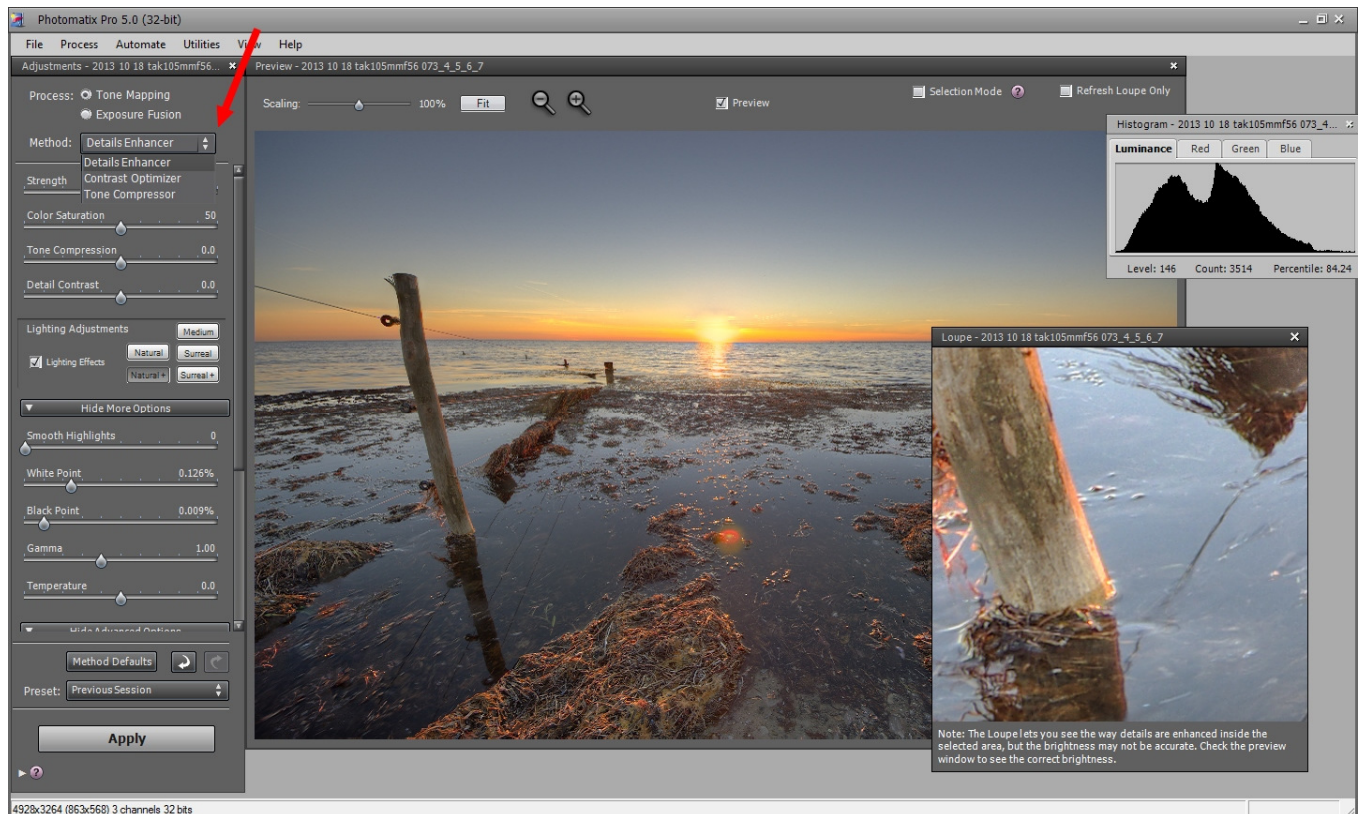 Photomatix Pro 5.0 (32-bit)
File Process Automate Utilities View Help
Adjustments - 2013 10 18 tak105mmf56...
Process: Tone Mapping
Exposure Fusion
Method: Details Enhancer
Details Enhancer
Contrast Optimizer
Tone Compressor
Strength
Color Saturation 50
Tone Compression 0.0
Detail Contrast 0.0
Lighting Adjustments
Medium
Lighting Effects
Natural
Surreal
Natural+
Surreal+
Hide More Options
Smooth Highlights 0
White Point 0.126%
Black Point 0.009%
Gamma 1.00
Temperature 0.0
Hide Advanced Options
Method Defaults
Preset: Previous Session
Apply
?
Preview - 2013 10 18 tak105mmf56 073_4_5_6_7
Scaling: 100% Fit
Preview
Selection Mode ?
Refresh Loupe Only
Histogram - 2013 10 18 tak105mmf56 073_4...
Luminance Red Green Blue
Level: 146 Count: 3514 Percentile: 84.24
Loupe - 2013 10 18 tak105mmf56 073_4_5_6_7
Note: The Loupe lets you see the way details are enhanced inside the
selected area, but the brightness may not be accurate. Check the preview
window to see the correct brightness.
4928x3264 (863x568) 3 channels 32 bits